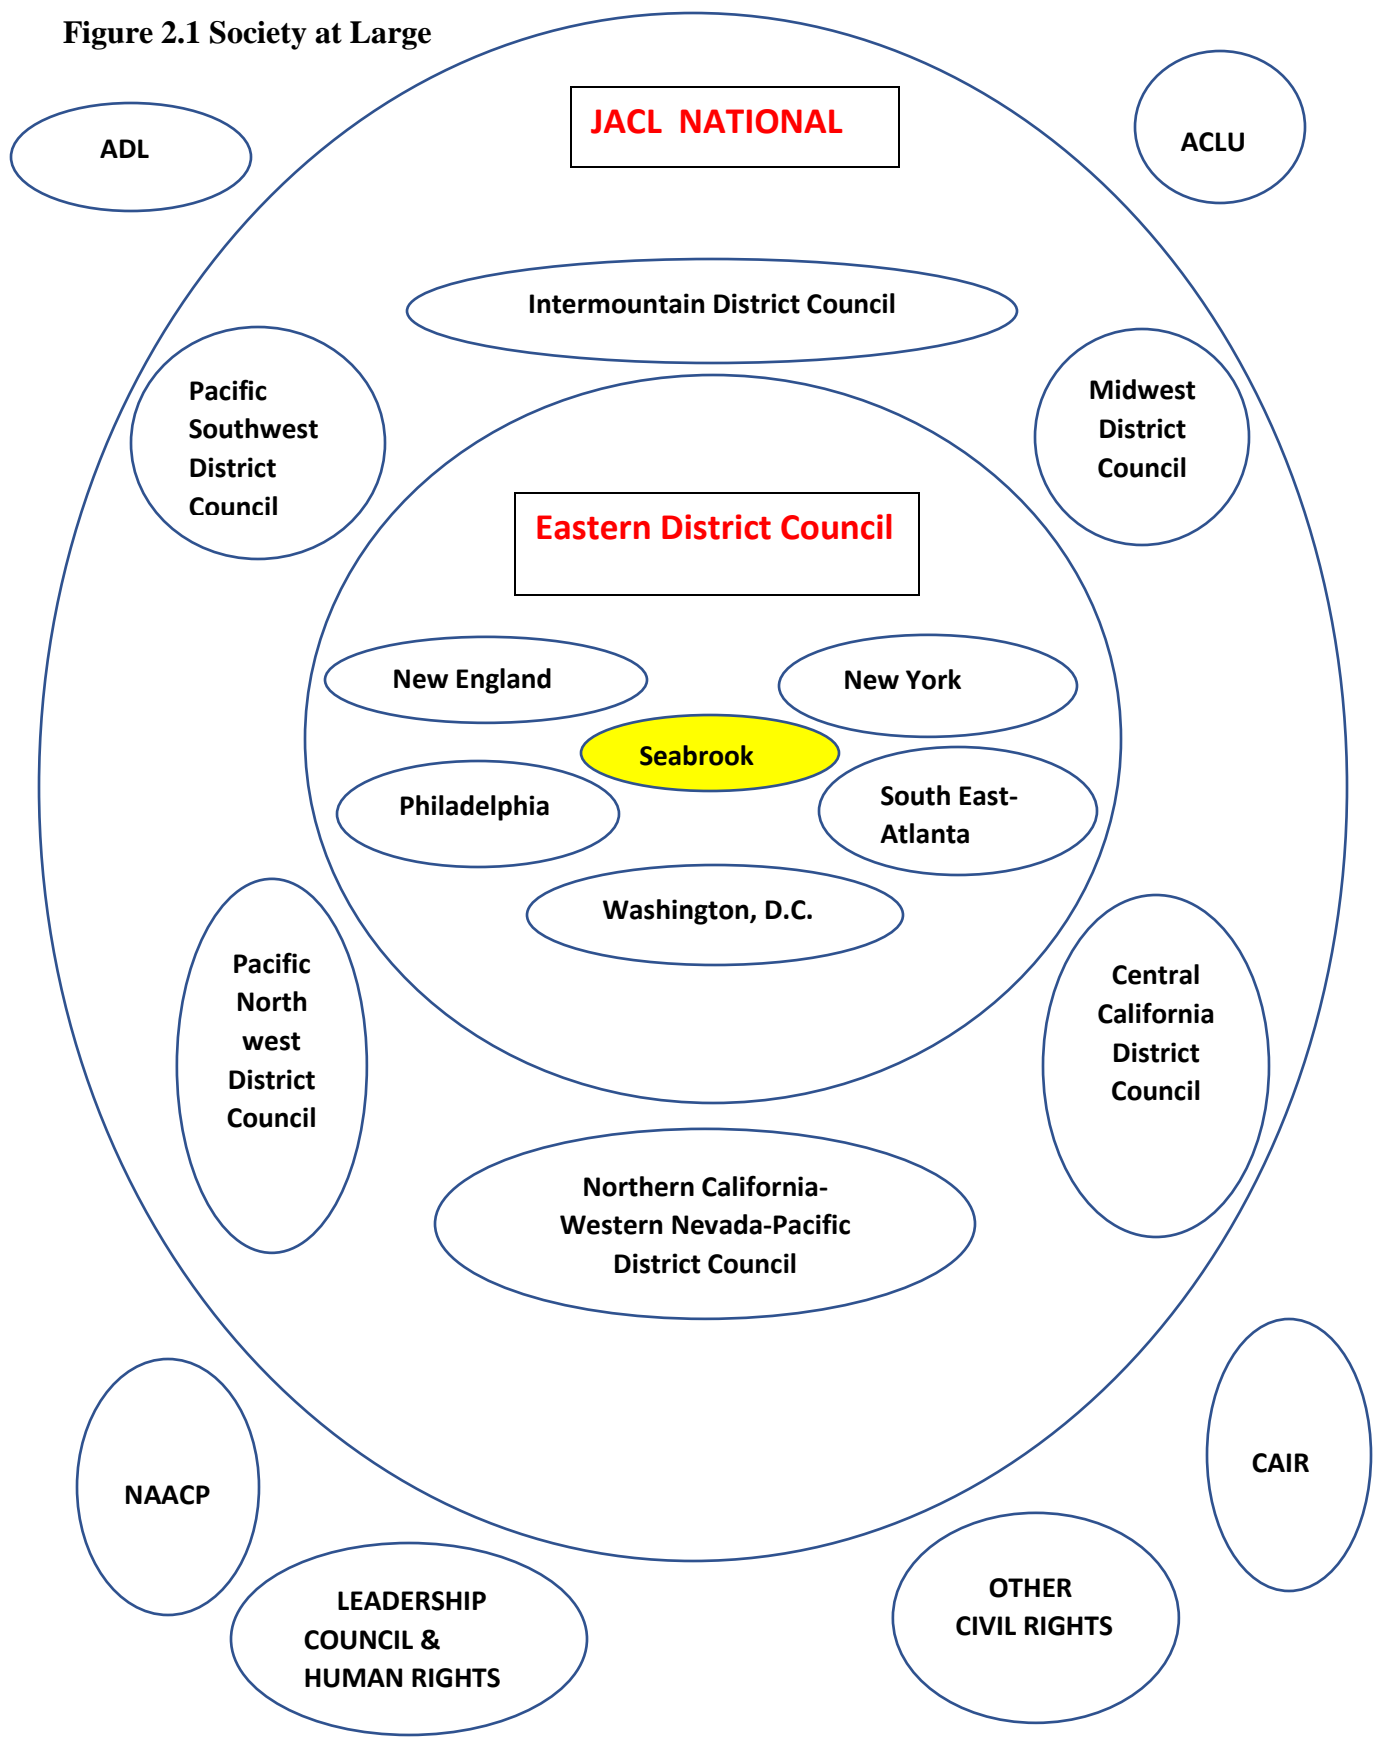 Figure 2.1 Society at Large
JACL NATIONAL
ADL
ACLU
Intermountain District Council
Pacific
Southwest
District
Council
Midwest
District
Council
Eastern District Council
New England
New York
Seabrook
Philadelphia
South East-
Atlanta
Washington, D.C.
Pacific
North
west
District
Council
Central
California
District
Council
Northern California-
Western Nevada-Pacific
District Council
NAACP
CAIR
LEADERSHIP
COUNCIL &
HUMAN RIGHTS
OTHER
CIVIL RIGHTS